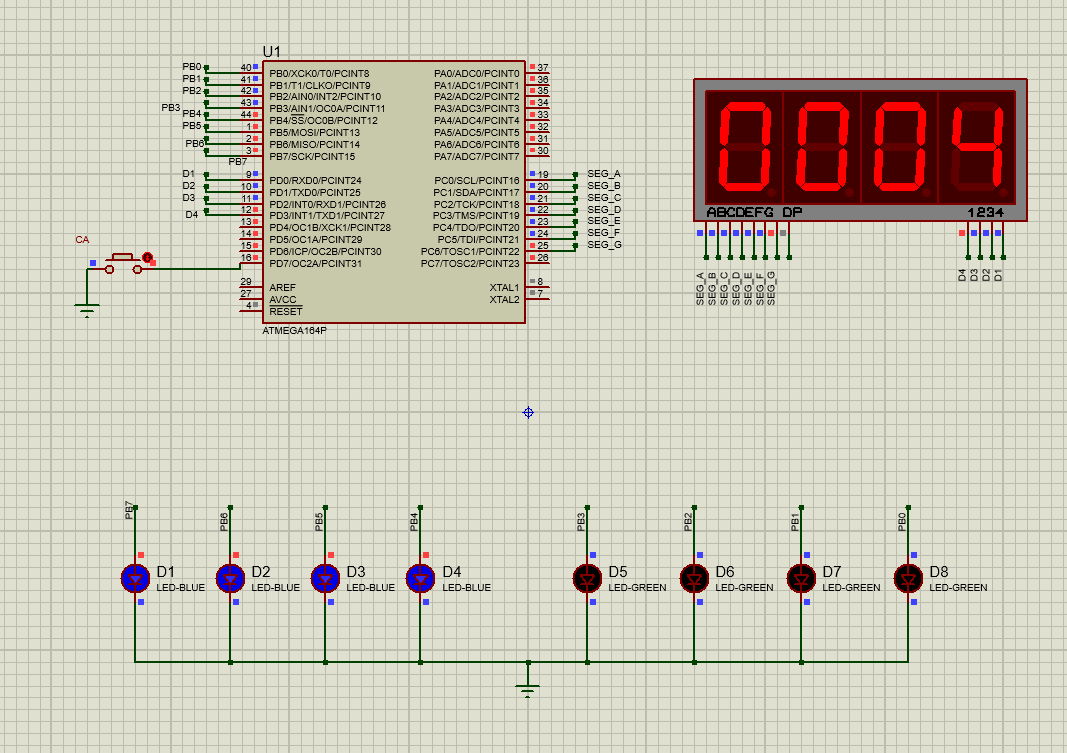 U1
PB0 40 PB0/XCK0/T0/PCINT8 PA0/ADC0/PCINT0 37
PB1 41 PB1/T1/CLKO/PCINT9 PA1/ADC1/PCINT1 36
PB2 42 PB2/AIN0/INT2/PCINT10 PA2/ADC2/PCINT2 35
PB3 43 PB3/AIN1/OC0A/PCINT11 PA3/ADC3/PCINT3 34
PB4 44 PB4/SS/OC0B/PCINT12 PA4/ADC4/PCINT4 33
PB5 1 PB5/MOSI/PCINT13 PA5/ADC5/PCINT5 32
PB6 2 PB6/MISO/PCINT14 PA6/ADC6/PCINT6 31
PB7 3 PB7/SCK/PCINT15 PA7/ADC7/PCINT7 30
D1 9 PD0/RXD0/PCINT24 PC0/SCL/PCINT16 19 SEG_A
D2 10 PD1/TXD0/PCINT25 PC1/SDA/PCINT17 20 SEG_B
D3 11 PD2/INT0/RXD1/PCINT26 PC2/TCK/PCINT18 21 SEG_C
D4 12 PD3/INT1/TXD1/PCINT27 PC3/TMS/PCINT19 22 SEG_D
13 PD4/OC1B/XCK1/PCINT28 PC4/TDO/PCINT20 23 SEG_E
14 PD5/OC1A/PCINT29 PC5/TDI/PCINT21 24 SEG_F
15 PD6/ICP/OC2B/PCINT30 PC6/TOSC1/PCINT22 25 SEG_G
16 PD7/OC2A/PCINT31 PC7/TOSC2/PCINT23 26
29 AREF XTAL1 8
27 AVCC XTAL2 7
4 RESET
ATMEGA164P
CA
0004
ABCDEFG DP 1234
SEG_A SEG_B SEG_C SEG_D SEG_E SEG_F SEG_G D4 D3 D2 D1
PB7 PB6 PB5 PB4 PB3 PB2 PB1 PB0
D1 D2 D3 D4 D5 D6 D7 D8
LED-BLUE LED-BLUE LED-BLUE LED-BLUE LED-GREEN LED-GREEN LED-GREEN LED-GREEN